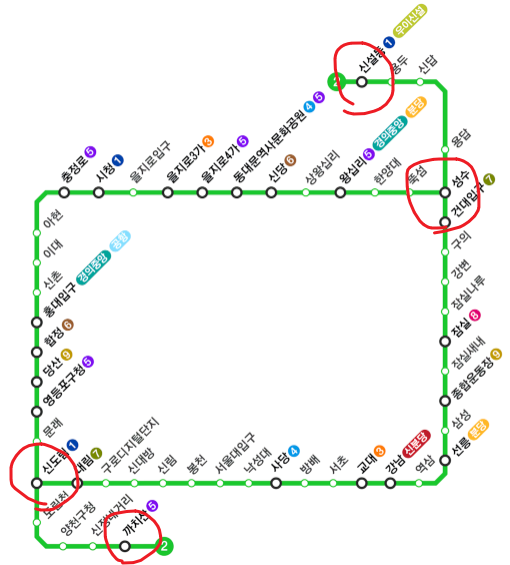 신설동 1 우이신설
용두
신답
2
용답
충정로 5
시청 1
을지로입구
을지로3가 3
을지로4가 5
동대문역사문화공원 4 5
신당 6
상왕십리
왕십리 5 경의중앙 분당
한양대
뚝섬
성수
건대입구 7
구의
강변
잠실나루
잠실 8
잠실새내
종합운동장 9
삼성
선릉 분당
아현
이대
신촌
홍대입구 경의중앙 공항
합정 6
당산 9
영등포구청 5
문래
신도림 1
대림 7
구로디지털단지
신대방
신림
봉천
서울대입구
낙성대
사당 4
방배
서초
교대 3
강남 신분당
역삼
도림천
양천구청
신정네거리
까치산 5
2